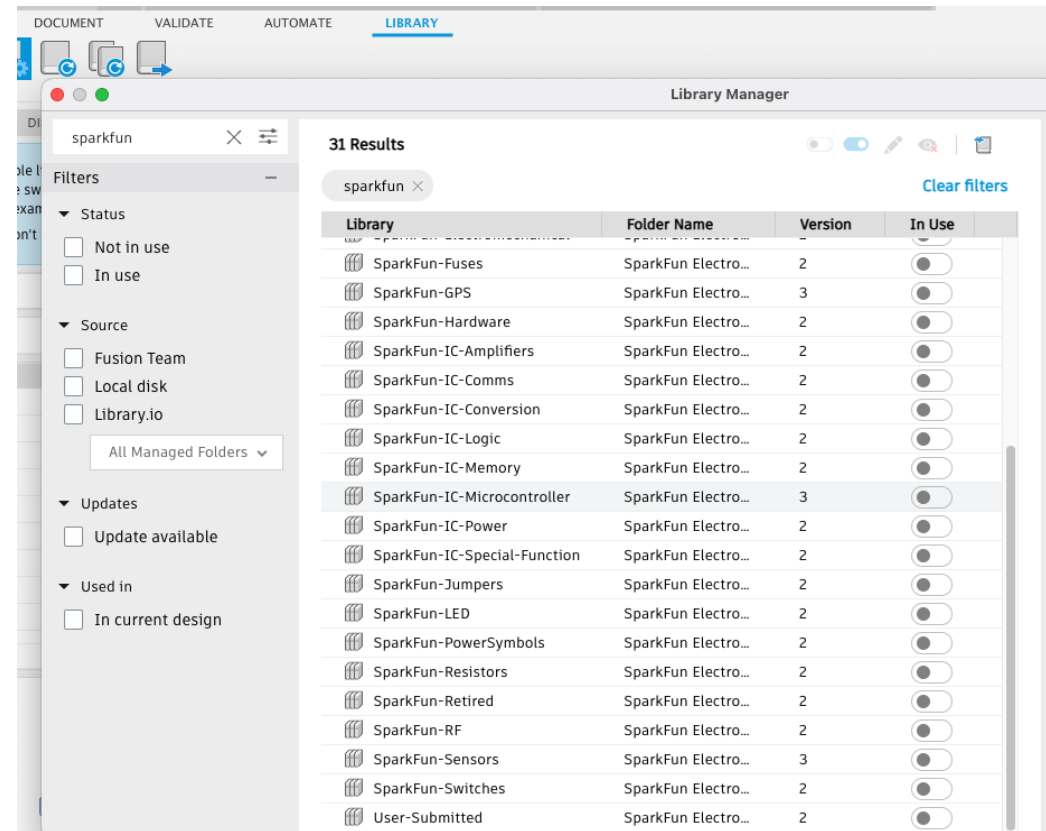 DOCUMENT VALIDATE AUTOMATE LIBRARY
Library Manager
sparkfun
31 Results
Filters
sparkfun
Clear filters
Status
Not in use
In use
Source
Fusion Team
Local disk
Library.io
All Managed Folders
Updates
Update available
Used in
In current design
Library Folder Name Version In Use
SparkFun-Fuses SparkFun Electro... 2
SparkFun-GPS SparkFun Electro... 3
SparkFun-Hardware SparkFun Electro... 2
SparkFun-IC-Amplifiers SparkFun Electro... 2
SparkFun-IC-Comms SparkFun Electro... 2
SparkFun-IC-Conversion SparkFun Electro... 2
SparkFun-IC-Logic SparkFun Electro... 2
SparkFun-IC-Memory SparkFun Electro... 2
SparkFun-IC-Microcontroller SparkFun Electro... 3
SparkFun-IC-Power SparkFun Electro... 2
SparkFun-IC-Special-Function SparkFun Electro... 2
SparkFun-Jumpers SparkFun Electro... 2
SparkFun-LED SparkFun Electro... 2
SparkFun-PowerSymbols SparkFun Electro... 2
SparkFun-Resistors SparkFun Electro... 2
SparkFun-Retired SparkFun Electro... 2
SparkFun-RF SparkFun Electro... 2
SparkFun-Sensors SparkFun Electro... 3
SparkFun-Switches SparkFun Electro... 2
User-Submitted SparkFun Electro... 2